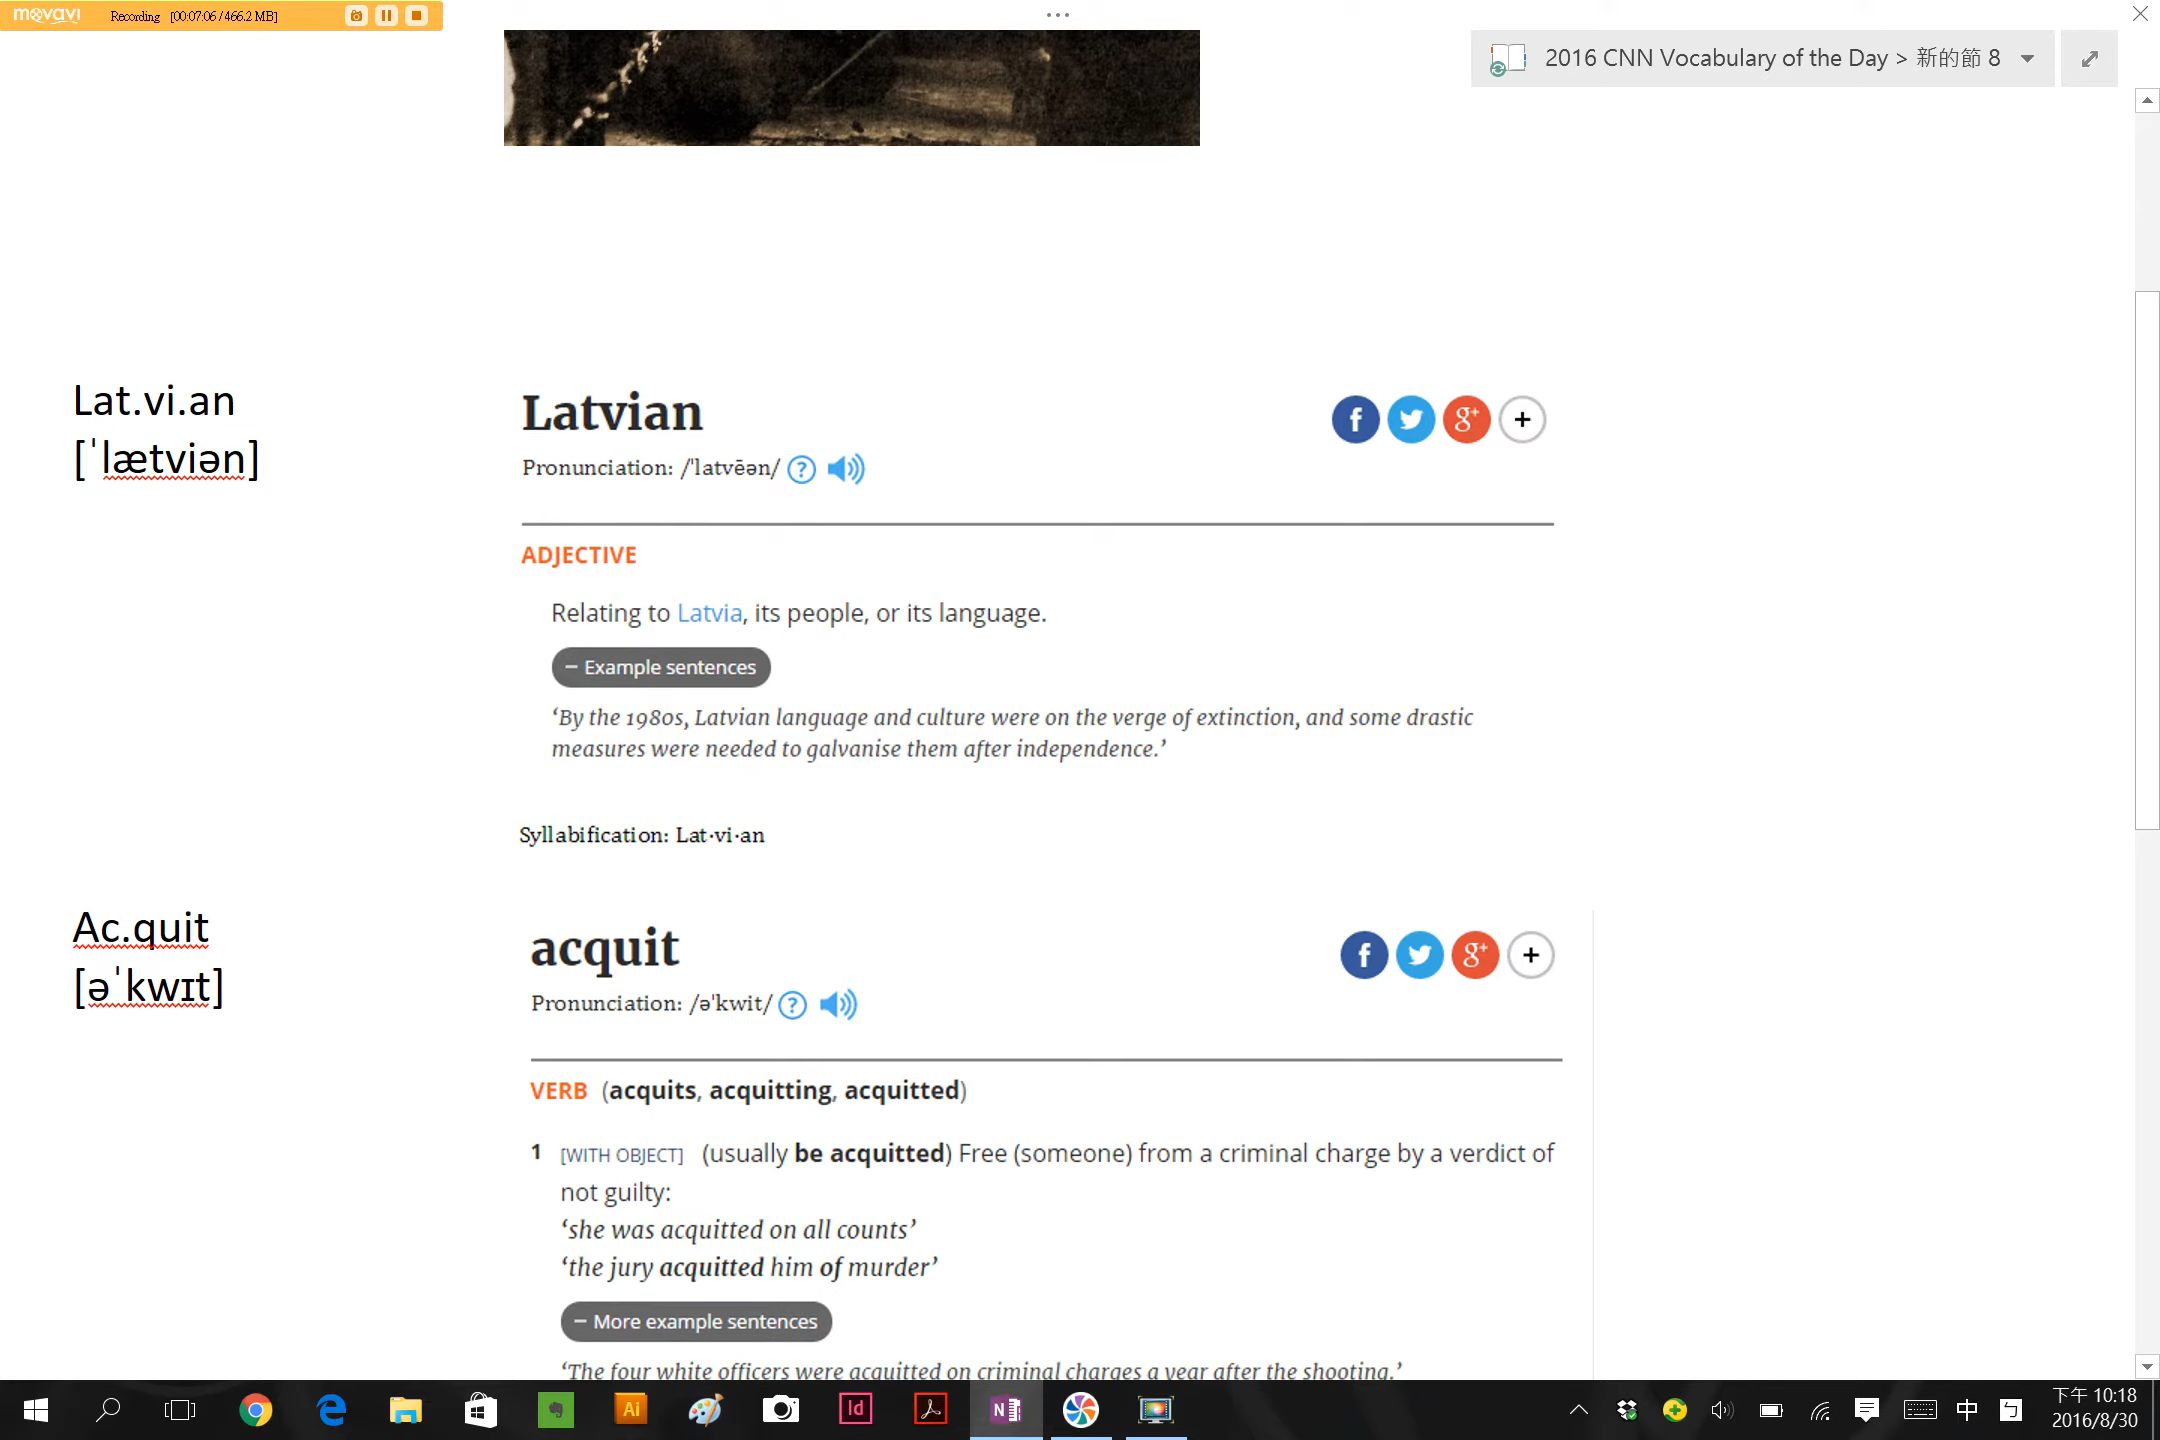 movavi Recording [00:07:06 / 466.2 MB]
2016 CNN Vocabulary of the Day > 新的節 8
Lat.vi.an
[ˈlætviən]
Latvian
f g+ +
Pronunciation: /ˈlatvēən/ ?
ADJECTIVE
Relating to Latvia, its people, or its language.
– Example sentences
‘By the 1980s, Latvian language and culture were on the verge of extinction, and some drastic
measures were needed to galvanise them after independence.’
Syllabification: Lat·vi·an
Ac.quit
[əˈkwɪt]
acquit
f g+ +
Pronunciation: /əˈkwit/ ?
VERB (acquits, acquitting, acquitted)
1 [WITH OBJECT] (usually be acquitted) Free (someone) from a criminal charge by a verdict of
not guilty:
‘she was acquitted on all counts’
‘the jury acquitted him of murder’
– More example sentences
‘The four white officers were acquitted on criminal charges a year after the shooting.’
Ai Id N 中 ㄅ 下午 10:18
2016/8/30